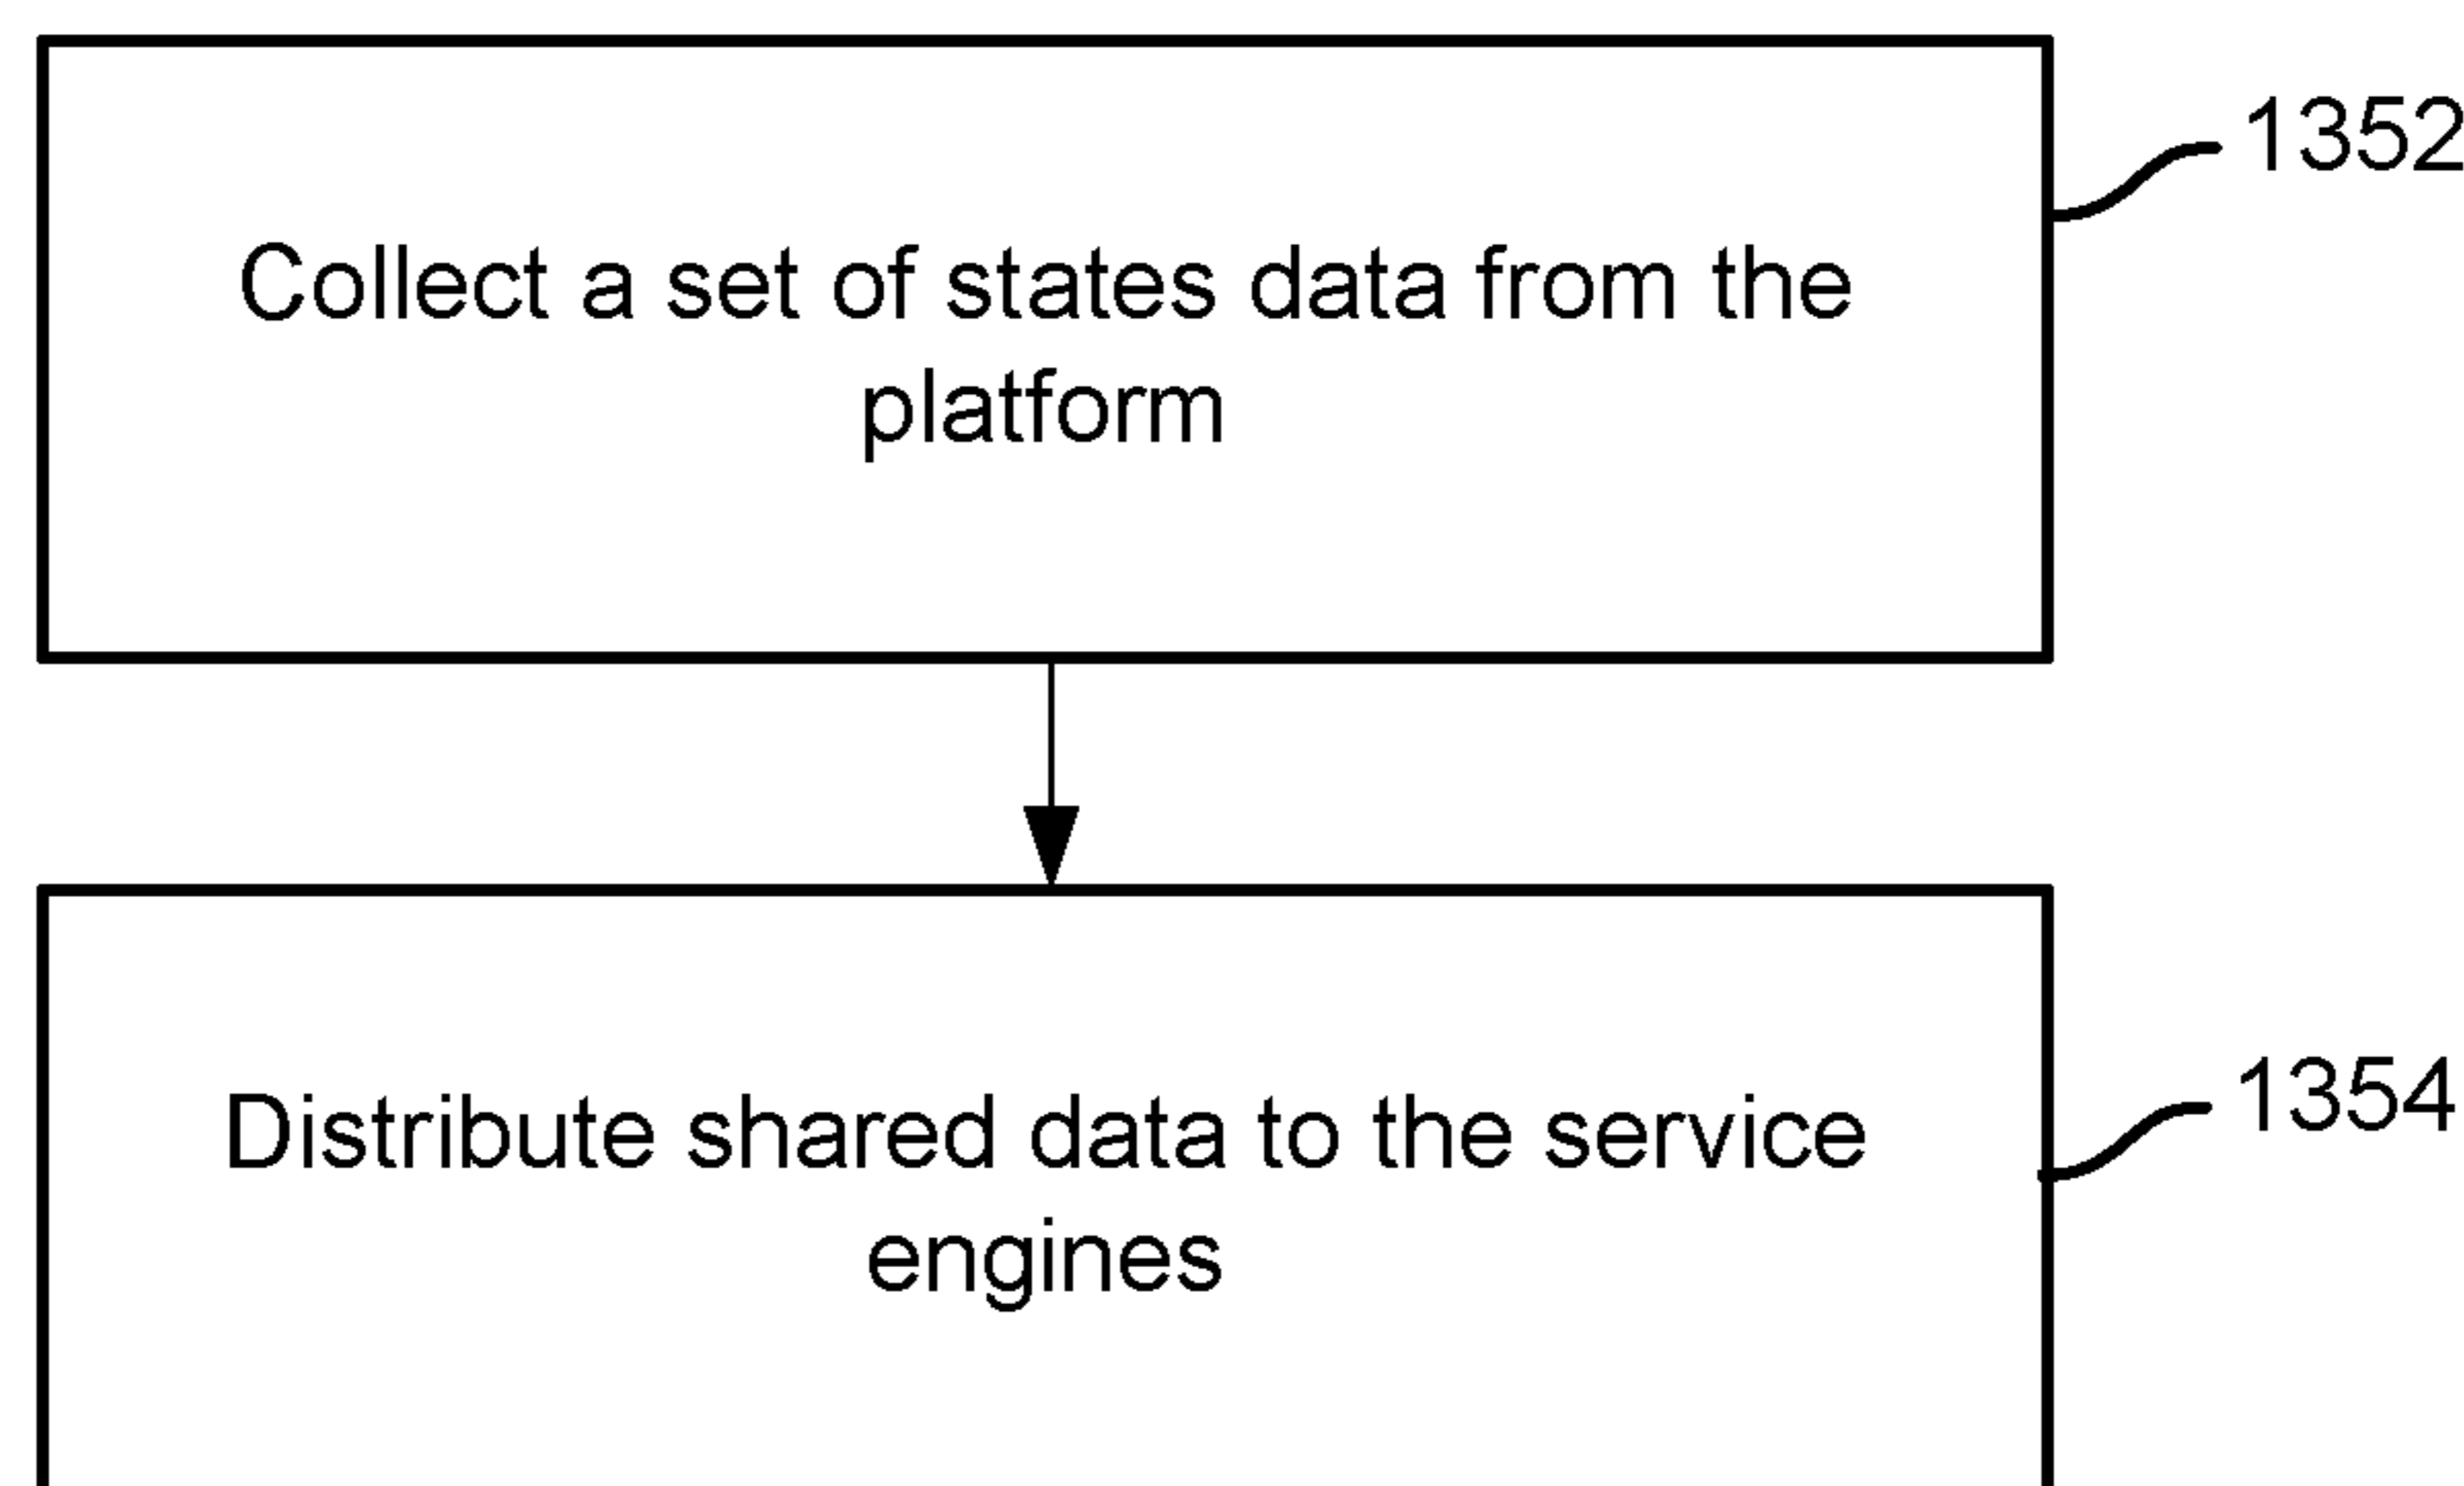 1352
Collect a set of states data from the
platform
1354
Distribute shared data to the service
engines